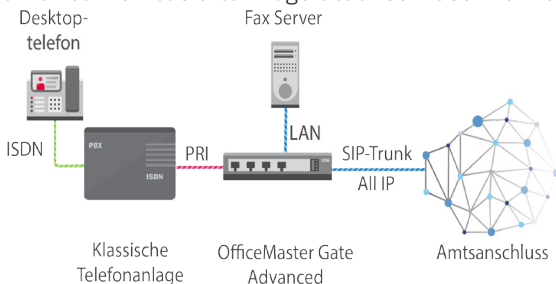 Desktop-
telefon
Fax Server
ISDN
PBX
ISDN
PRI
LAN
USB
SIP-Trunk
All IP
Klassische
Telefonanlage
OfficeMaster Gate
Advanced
Amtsanschluss